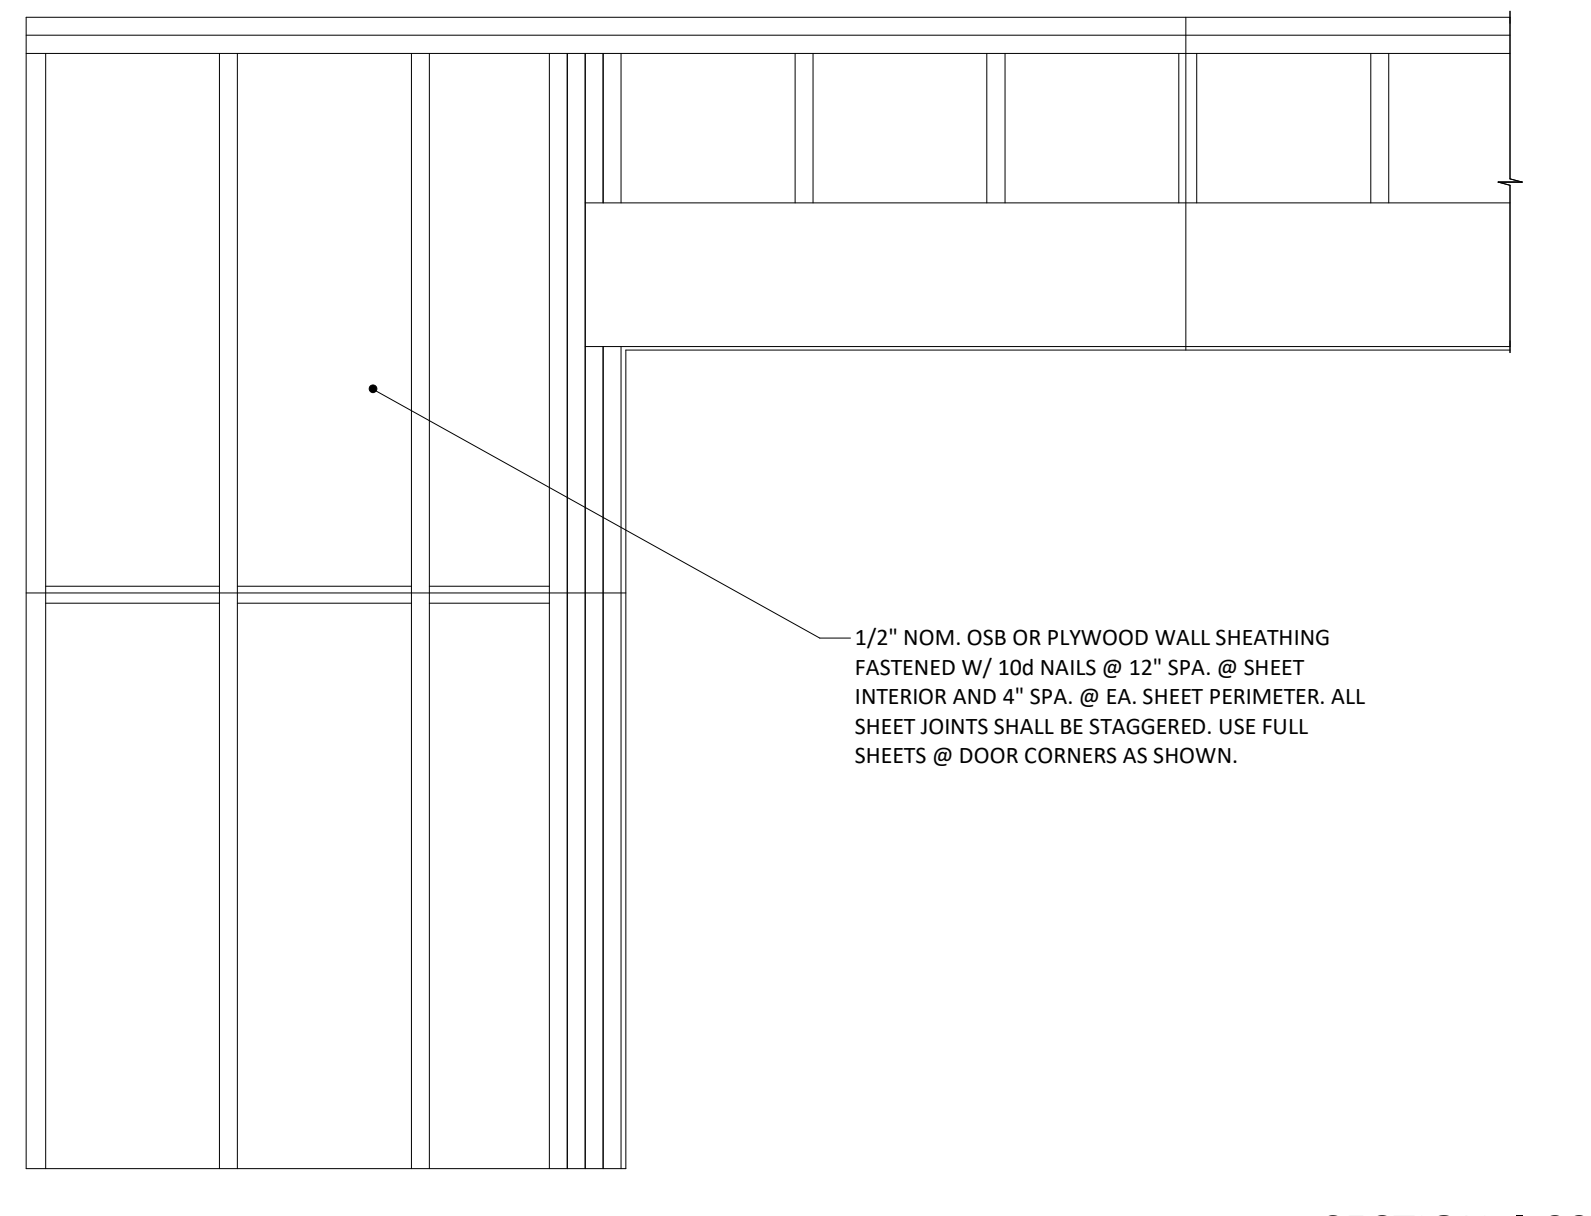 1/2" NOM. OSB OR PLYWOOD WALL SHEATHING
FASTENED W/ 10d NAILS @ 12" SPA. @ SHEET
INTERIOR AND 4" SPA. @ EA. SHEET PERIMETER. ALL
SHEET JOINTS SHALL BE STAGGERED. USE FULL
SHEETS @ DOOR CORNERS AS SHOWN.